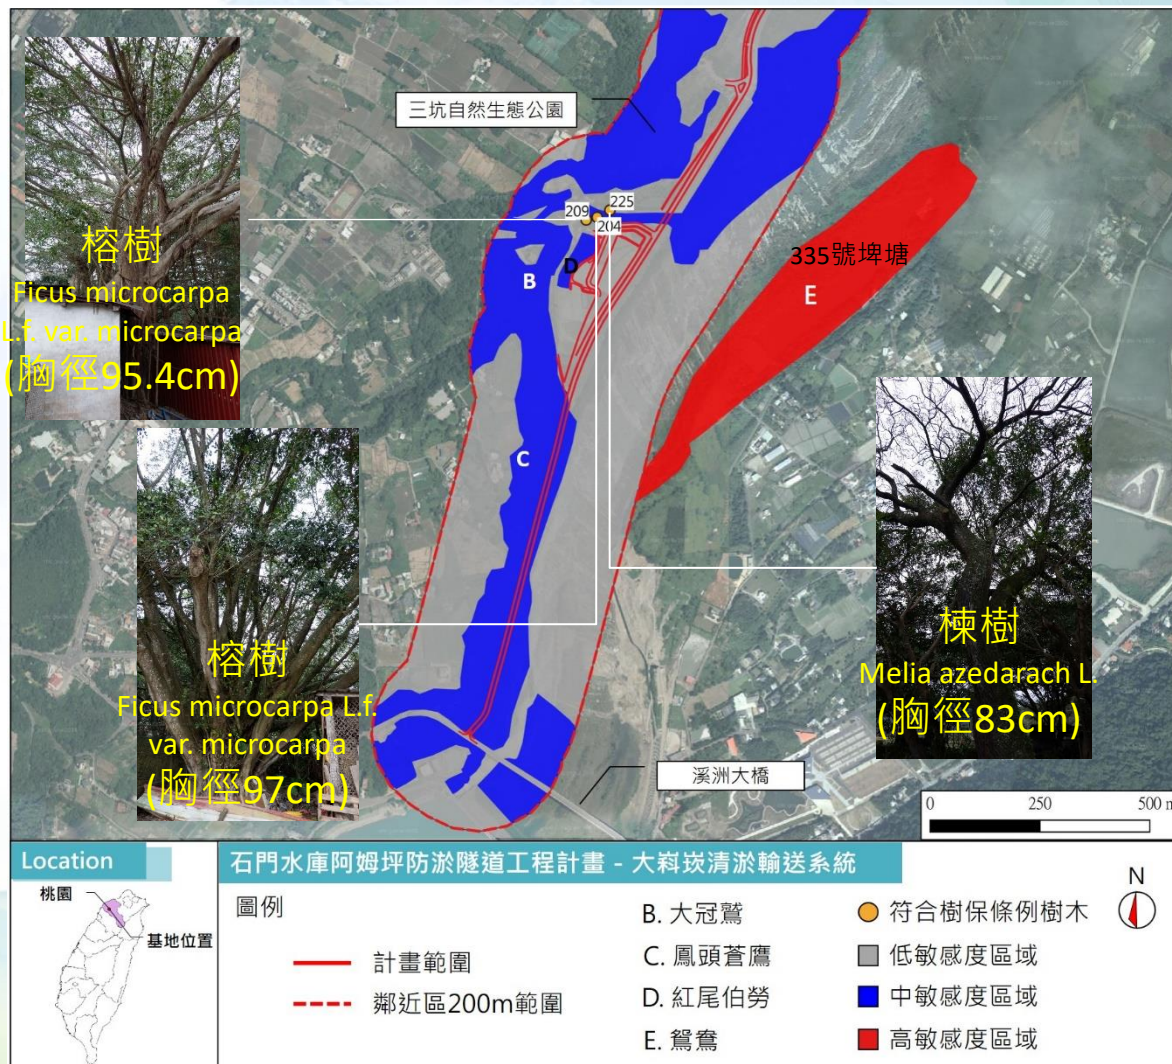 三坑自然生態公園
225
209
204
榕樹
Ficus microcarpa
L.f. var. microcarpa
(胸徑95.4cm)
D
B
335號埤塘
E
C
榕樹
Ficus microcarpa L.f.
var. microcarpa
(胸徑97cm)
楝樹
Melia azedarach L.
(胸徑83cm)
溪洲大橋
0 250 500 m
Location
桃園
基地位置
石門水庫阿姆坪防淤隧道工程計畫 - 大嵙崁清淤輸送系統
圖例
計畫範圍
鄰近區200m範圍
B. 大冠鷲
C. 鳳頭蒼鷹
D. 紅尾伯勞
E. 鴛鴦
符合樹保條例樹木
低敏感度區域
中敏感度區域
高敏感度區域
N